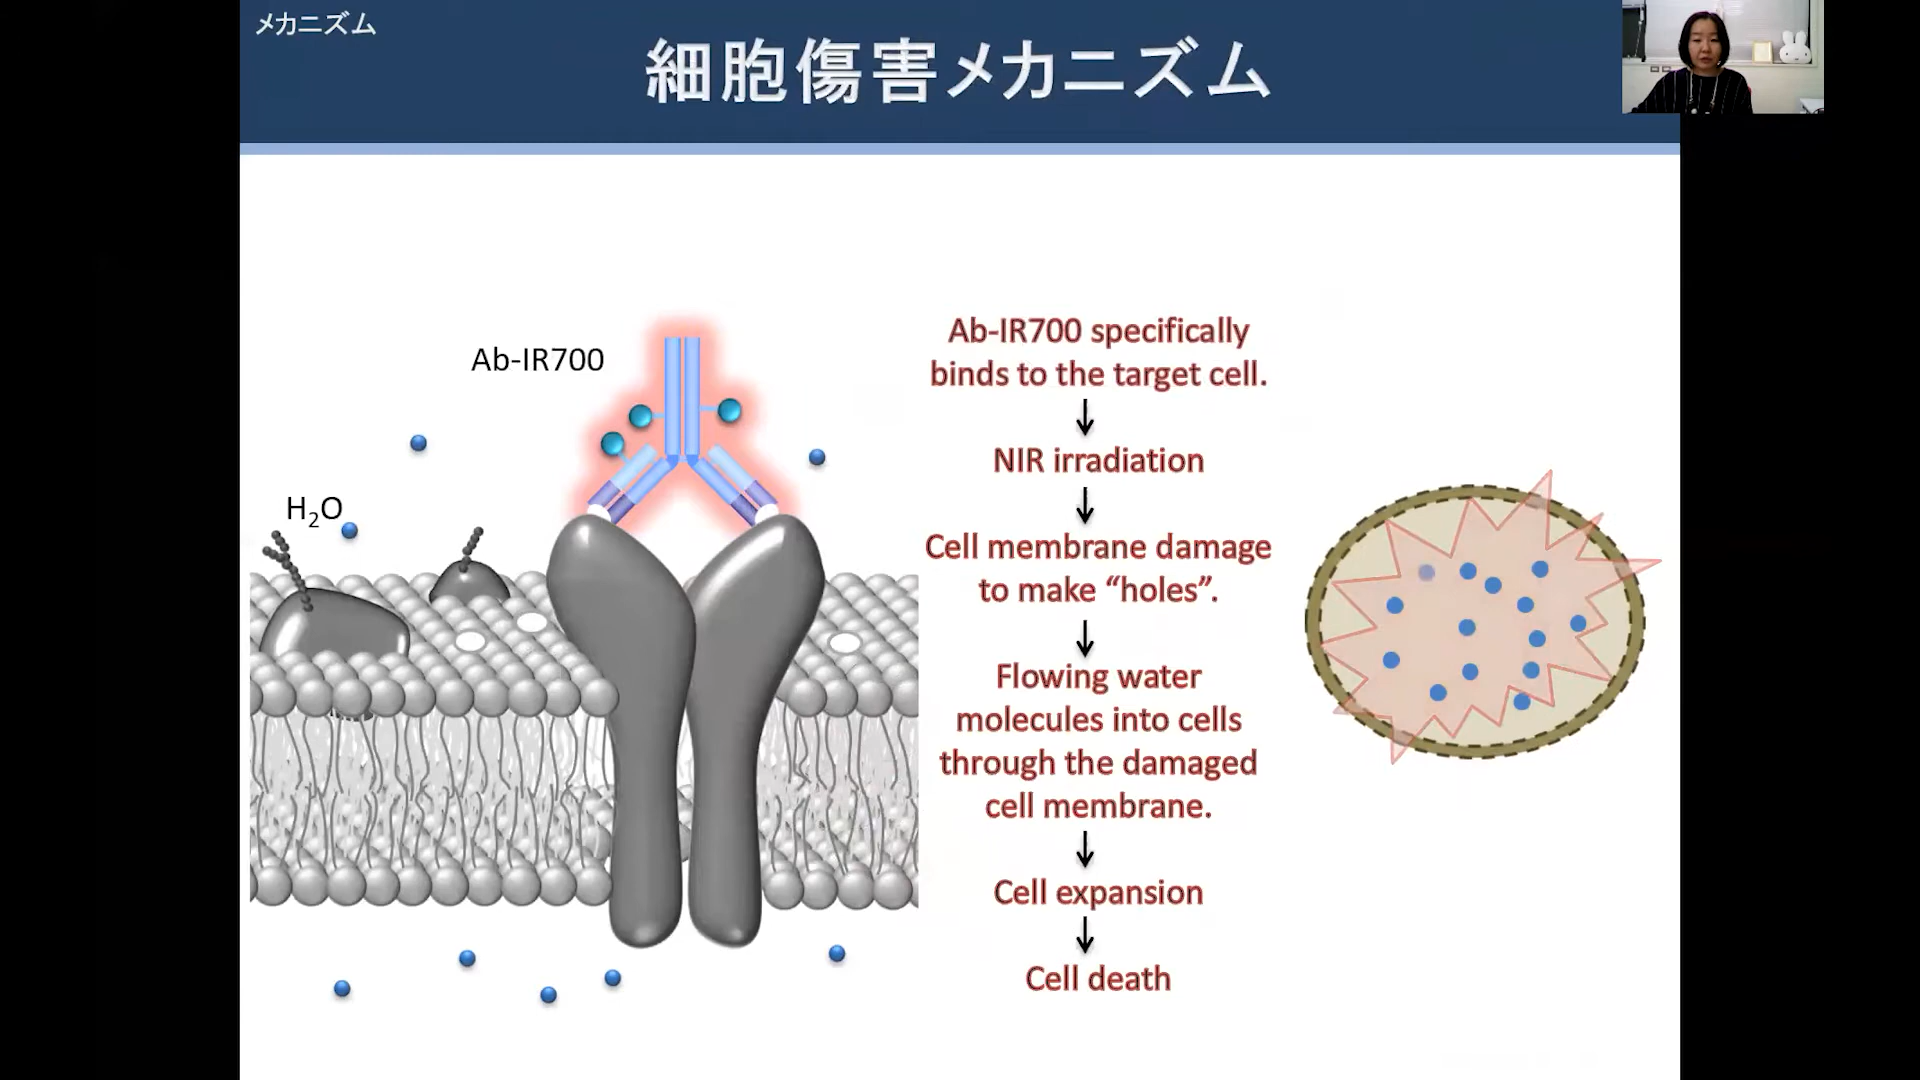 メカニズム
細胞傷害メカニズム
Ab-IR700
H₂O
Ab-IR700 specifically
binds to the target cell.
NIR irradiation
Cell membrane damage
to make “holes”.
Flowing water
molecules into cells
through the damaged
cell membrane.
Cell expansion
Cell death